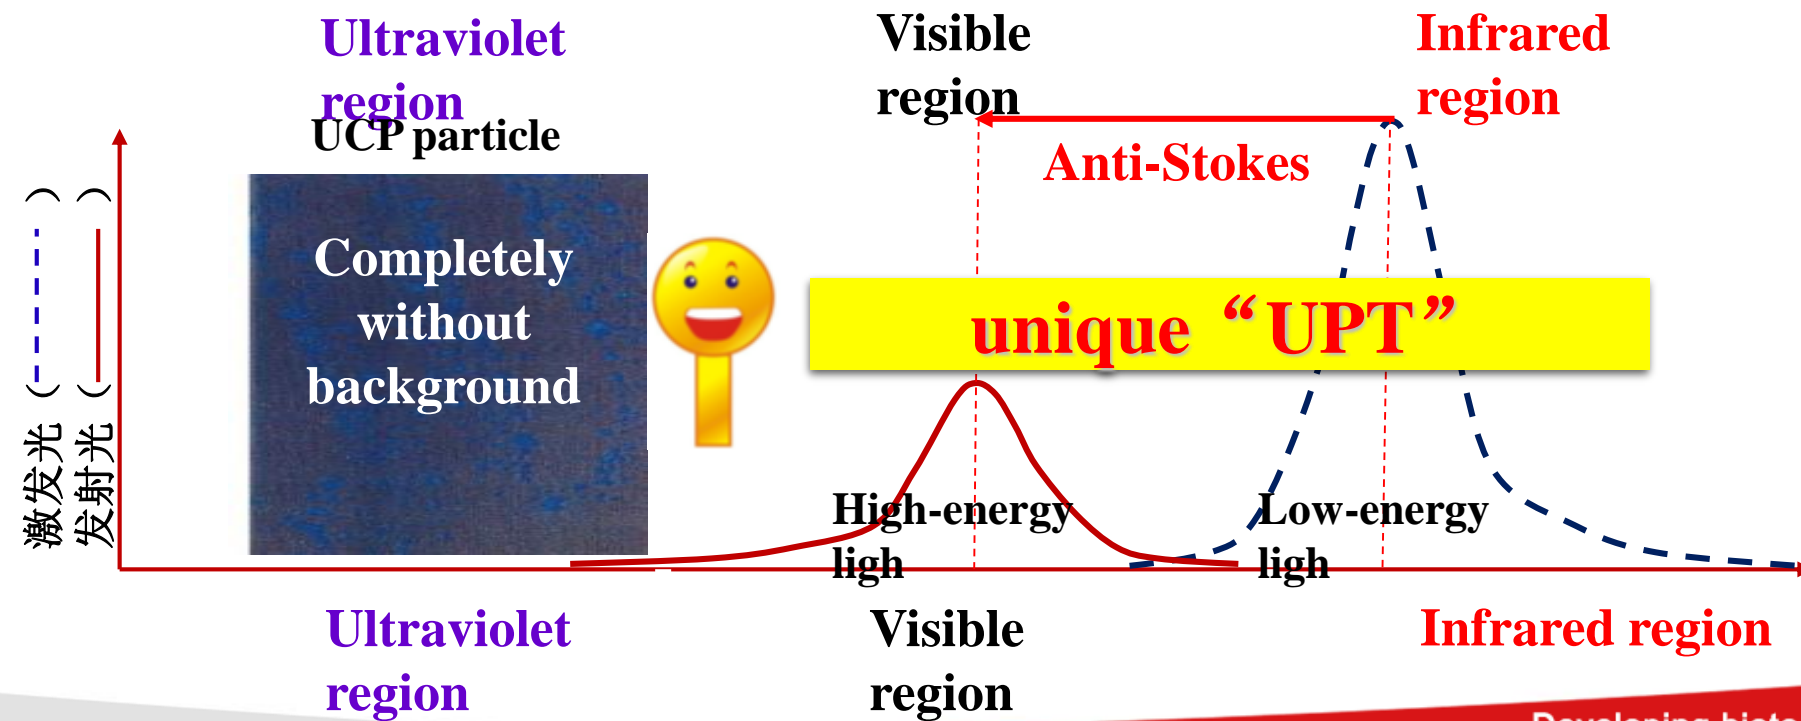 Ultraviolet
region
Visible
region
Infrared
region
UCP particle
Anti-Stokes
Completely
without
background
unique “UPT”
激发光（ ）
发射光（ ）
High-energy
ligh
Low-energy
ligh
Ultraviolet
region
Visible
region
Infrared region